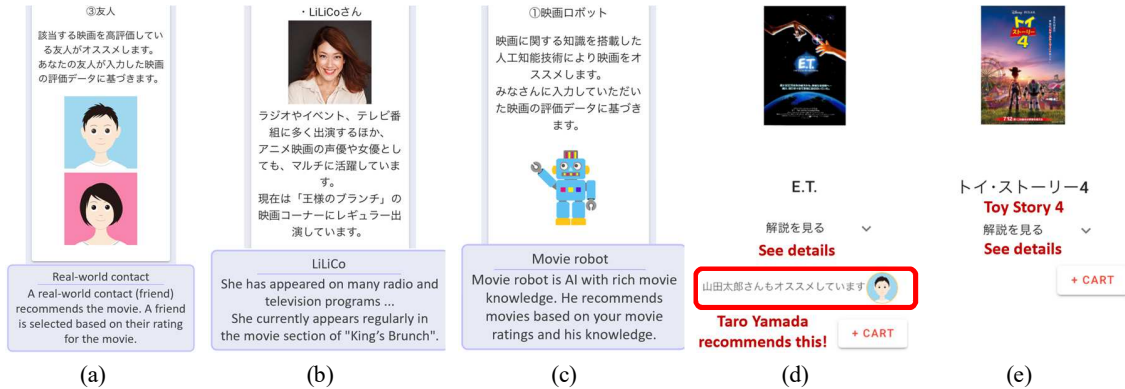 ③友人
該当する映画を高評価してい
る友人がオススメします。
あなたの友人が入力した映画
の評価データに基づきます。
Real-world contact
A real-world contact (friend)
recommends the movie. A friend
is selected based on their rating
for the movie.
(a)
・LiLiCoさん
ラジオやイベント、テレビ番
組に多く出演するほか、
アニメ映画の声優や女優とし
ても、マルチに活躍していま
す。
現在は「王様のブランチ」の
映画コーナーにレギュラー出
演しています。
LiLiCo
She has appeared on many radio and
television programs ...
She currently appears regularly in
the movie section of "King's Brunch".
(b)
①映画ロボット
映画に関する知識を搭載した
人工知能技術により映画をオ
ススメします。
みなさんに入力していただい
た映画の評価データに基づき
ます。
Movie robot
Movie robot is AI with rich movie
knowledge. He recommends
movies based on your movie
ratings and his knowledge.
(c)
E.T.
E.T.
解説を見る
See details
山田太郎さんもオススメしています
Taro Yamada
recommends this!
+ CART
(d)
トイ
ストーリー
4
7.12
トイ・ストーリー4
Toy Story 4
解説を見る
See details
+ CART
(e)